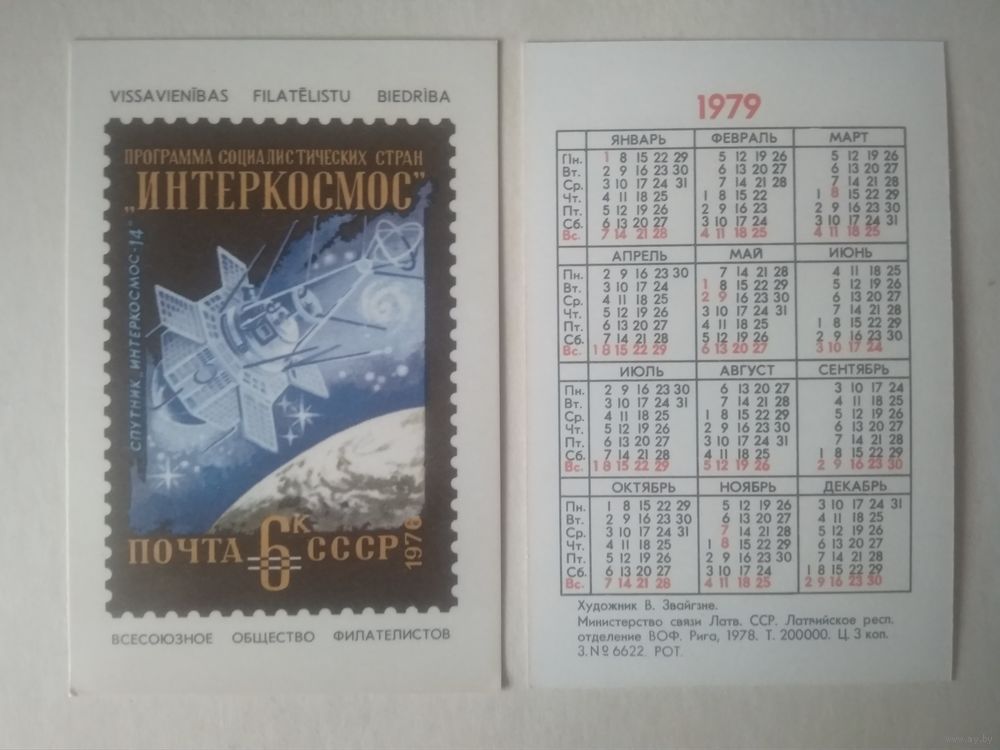 VISSAVIENĪBAS FILATĒLISTU BIEDRĪBA
ПРОГРАММА СОЦИАЛИСТИЧЕСКИХ СТРАН
„ИНТЕРКОСМОС"
СПУТНИК „ИНТЕРКОСМОС-14"
ПОЧТА 6К СССР 1976
ВСЕСОЮЗНОЕ ОБЩЕСТВО ФИЛАТЕЛИСТОВ
1979
ЯНВАРЬ ФЕВРАЛЬ МАРТ
Пн. 1 8 15 22 29 5 12 19 26 5 12 19 26
Вт. 2 9 16 23 30 6 13 20 27 6 13 20 27
Ср. 3 10 17 24 31 7 14 21 28 7 14 21 28
Чт. 4 11 18 25 1 8 15 22 1 8 15 22 29
Пт. 5 12 19 26 2 9 16 23 2 9 16 23 30
Сб. 6 13 20 27 3 10 17 24 3 10 17 24 31
Вс. 7 14 21 28 4 11 18 25 4 11 18 25
АПРЕЛЬ МАЙ ИЮНЬ
Пн. 2 9 16 23 30 7 14 21 28 4 11 18 25
Вт. 3 10 17 24 1 8 15 22 29 5 12 19 26
Ср. 4 11 18 25 2 9 16 23 30 6 13 20 27
Чт. 5 12 19 26 3 10 17 24 31 7 14 21 28
Пт. 6 13 20 27 4 11 18 25 1 8 15 22 29
Сб. 7 14 21 28 5 12 19 26 2 9 16 23 30
Вс. 1 8 15 22 29 6 13 20 27 3 10 17 24
ИЮЛЬ АВГУСТ СЕНТЯБРЬ
Пн. 2 9 16 23 30 6 13 20 27 3 10 17 24
Вт. 3 10 17 24 31 7 14 21 28 4 11 18 25
Ср. 4 11 18 25 1 8 15 22 29 5 12 19 26
Чт. 5 12 19 26 2 9 16 23 30 6 13 20 27
Пт. 6 13 20 27 3 10 17 24 31 7 14 21 28
Сб. 7 14 21 28 4 11 18 25 1 8 15 22 29
Вс. 1 8 15 22 29 5 12 19 26 2 9 16 23 30
ОКТЯБРЬ НОЯБРЬ ДЕКАБРЬ
Пн. 1 8 15 22 29 5 12 19 26 3 10 17 24 31
Вт. 2 9 16 23 30 6 13 20 27 4 11 18 25
Ср. 3 10 17 24 31 7 14 21 28 5 12 19 26
Чт. 4 11 18 25 1 8 15 22 29 6 13 20 27
Пт. 5 12 19 26 2 9 16 23 30 7 14 21 28
Сб. 6 13 20 27 3 10 17 24 1 8 15 22 29
Вс. 7 14 21 28 4 11 18 25 2 9 16 23 30
Художник В. Звайгзне.
Министерство связи Латв. ССР. Латвийское респ.
отделение ВОФ. Рига, 1978. Т. 200000. Ц. 3 коп.
З.№ 6622. РОТ.
www.ay.by